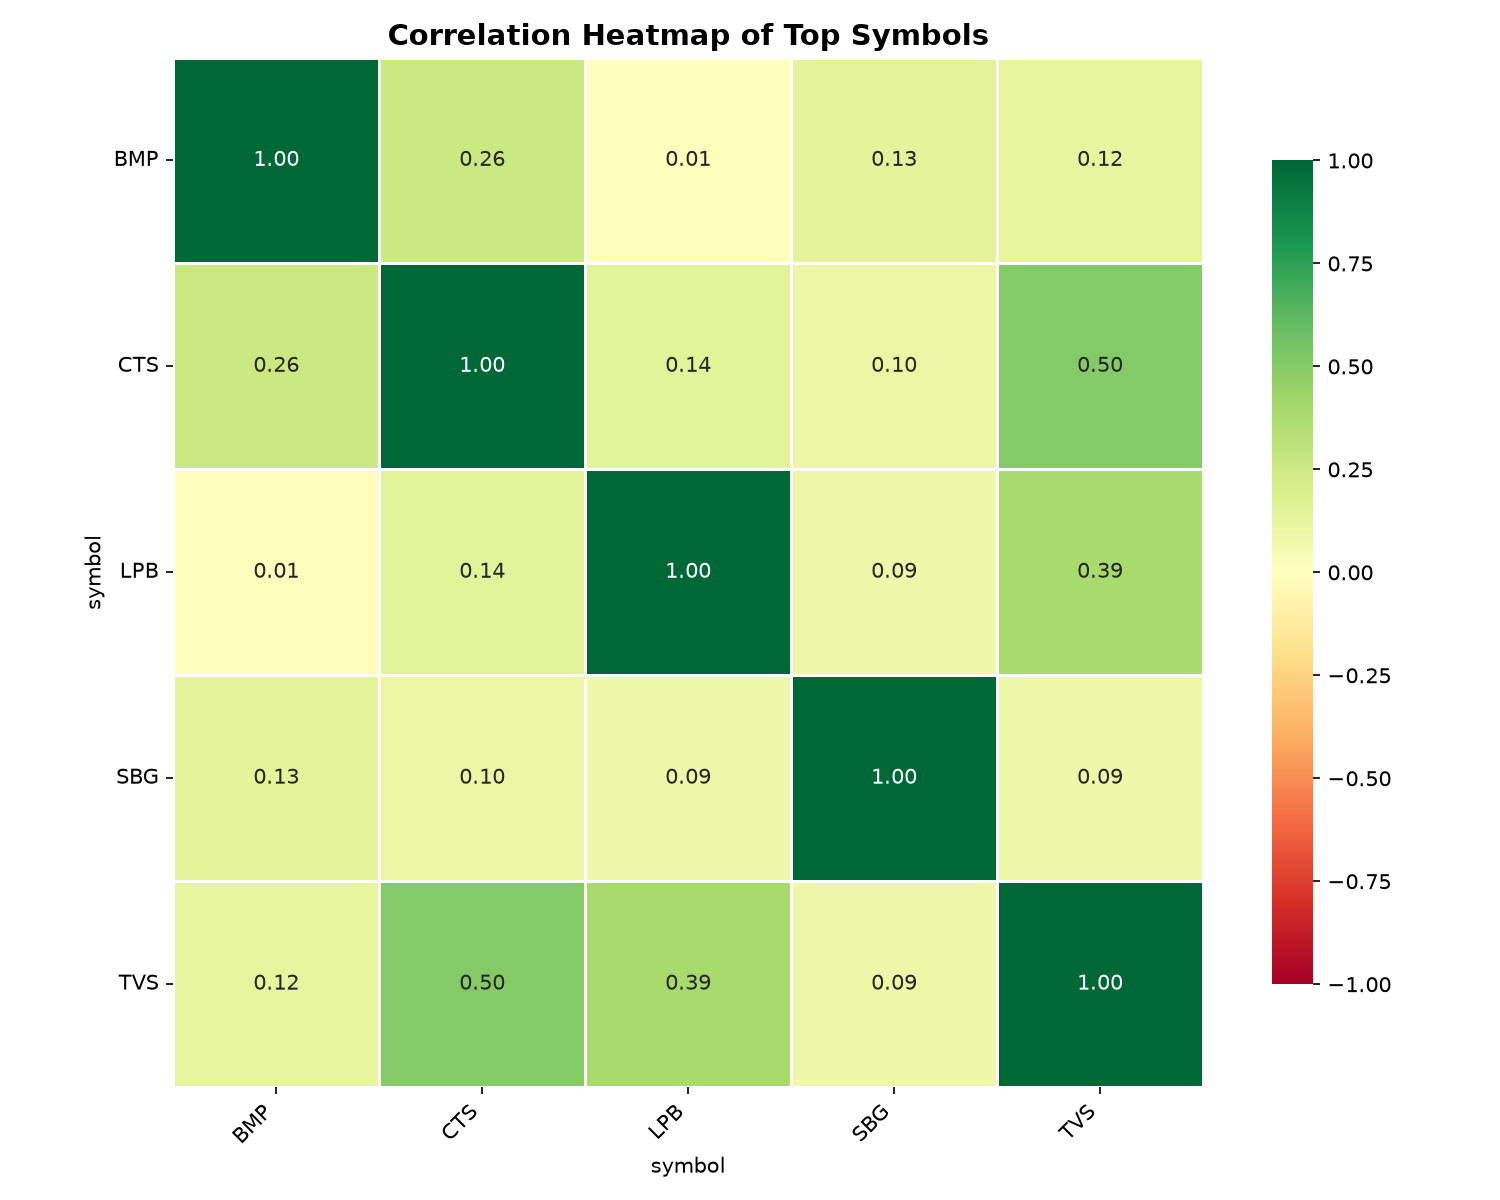 Correlation Heatmap of Top Symbols
BMP 1.00 0.26 0.01 0.13 0.12
CTS 0.26 1.00 0.14 0.10 0.50
LPB 0.01 0.14 1.00 0.09 0.39
SBG 0.13 0.10 0.09 1.00 0.09
TVS 0.12 0.50 0.39 0.09 1.00
BMP CTS LPB SBG TVS
symbol
symbol
1.00
0.75
0.50
0.25
0.00
−0.25
−0.50
−0.75
−1.00